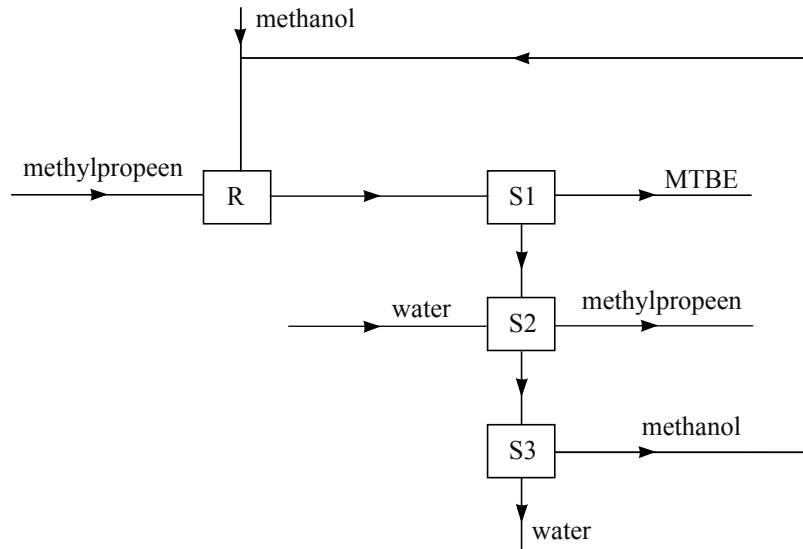 methanol
methylpropeen
R
S1
MTBE
water
S2
methylpropeen
S3
methanol
water